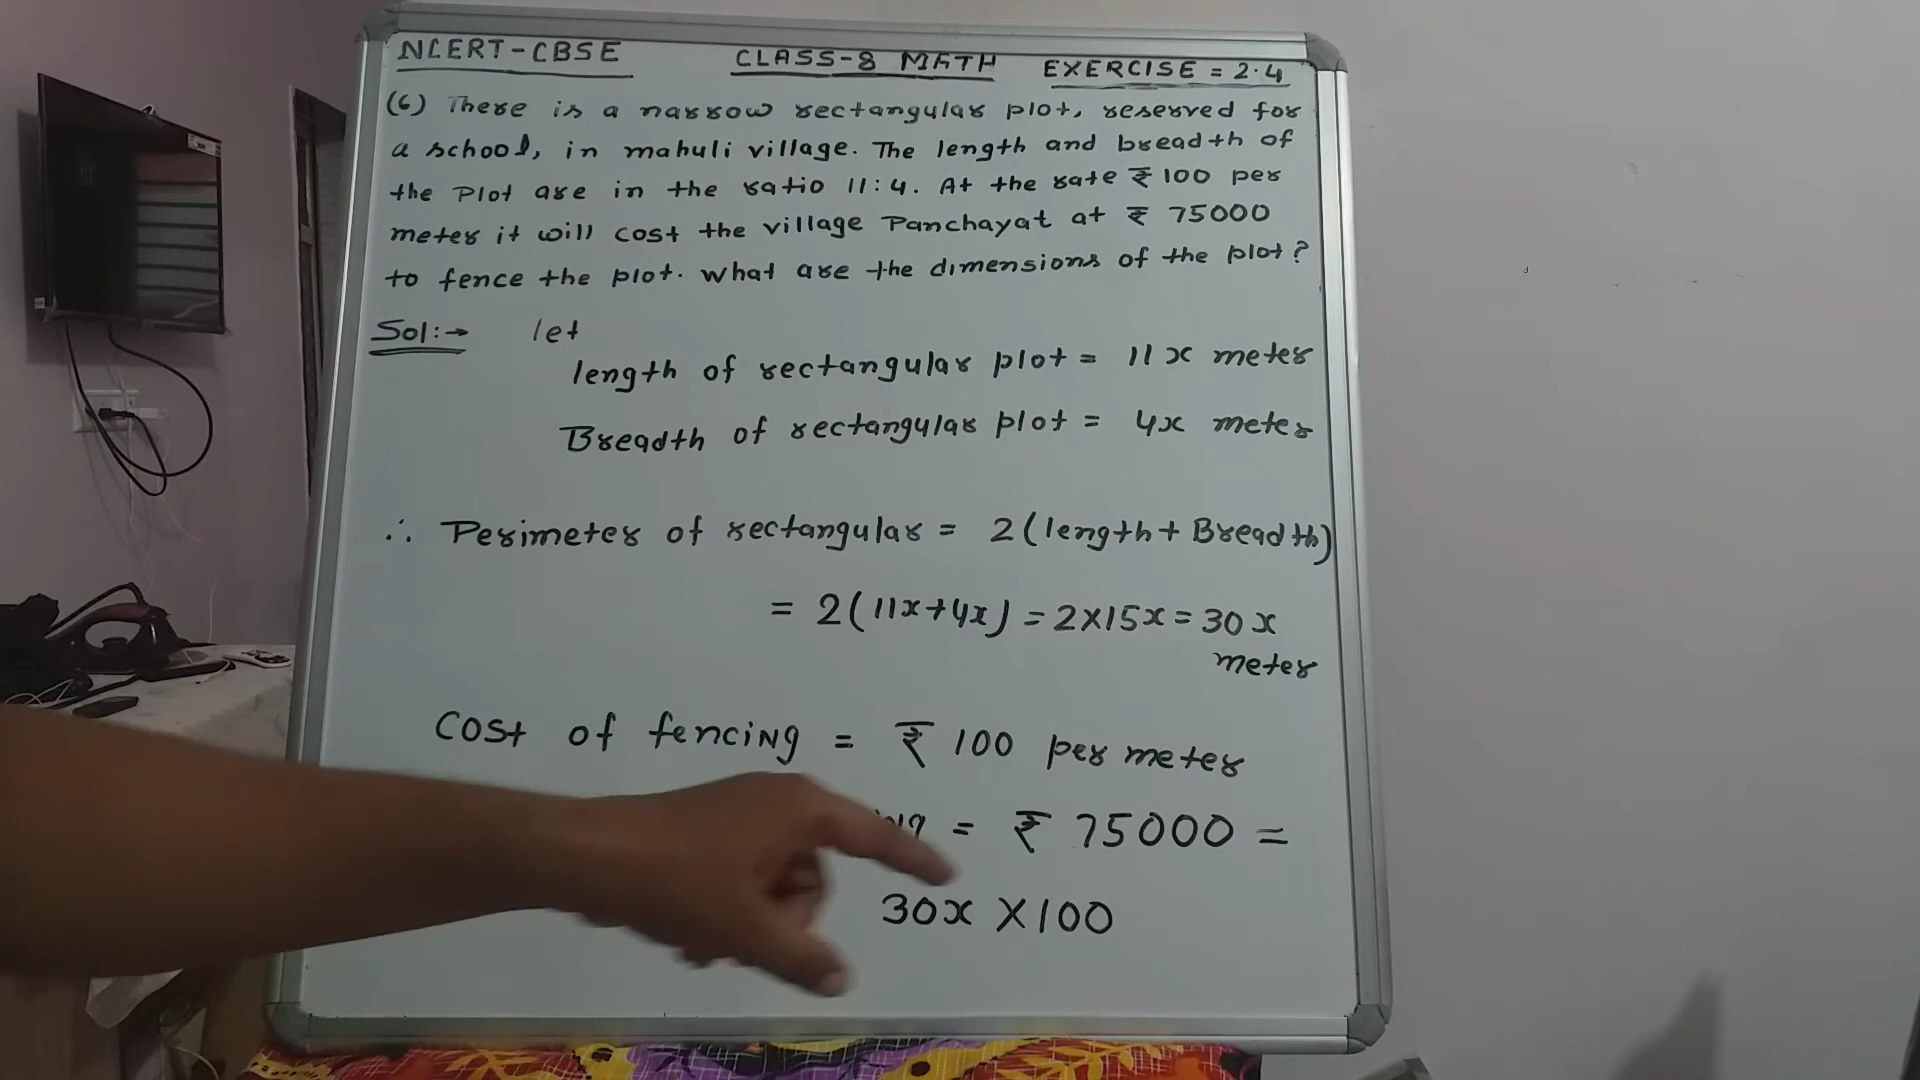 NCERT-CBSE CLASS-8 MATH EXERCISE = 2.4
(6) There is a narrow rectangular plot, reserved for
a school, in mahuli village. The length and breadth of
the Plot are in the ratio 11:4. At the rate ₹ 100 per
meter it will cost the village Panchayat at ₹ 75000
to fence the plot. What are the dimensions of the plot?
Sol:→ let
length of rectangular plot = 11x meter
Breadth of rectangular plot = 4x meter
∴ Perimeter of rectangular = 2(length + Breadth)
= 2(11x+4x) = 2×15x = 30x
meter
Cost of fencing = ₹ 100 per meter
= ₹ 75000 =
30x × 100